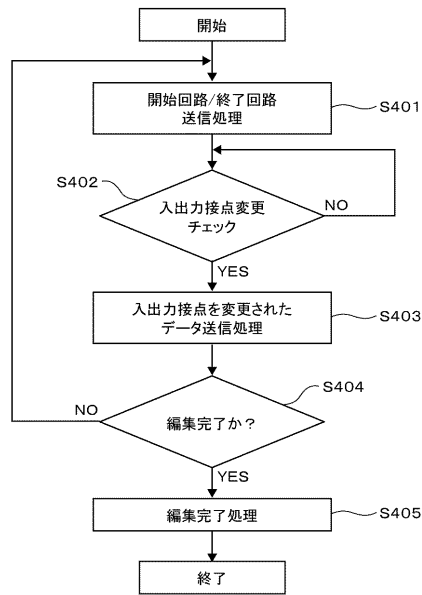 開始
開始回路/終了回路
送信処理
S401
S402
入出力接点変更
チェック
NO
YES
入出力接点を変更された
データ送信処理
S403
S404
編集完了か？
NO
YES
編集完了処理
S405
終了